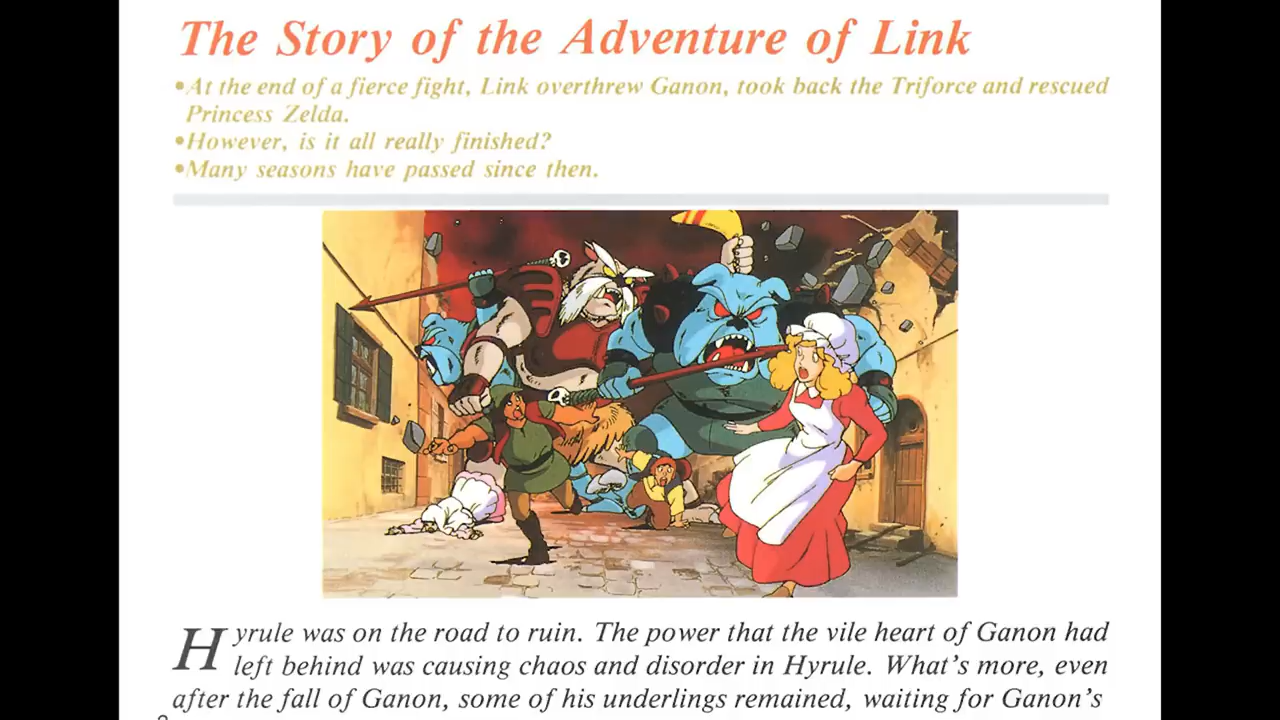 The Story of the Adventure of Link
•At the end of a fierce fight, Link overthrew Ganon, took back the Triforce and rescued
Princess Zelda.
•However, is it all really finished?
•Many seasons have passed since then.
Hyrule was on the road to ruin. The power that the vile heart of Ganon had
left behind was causing chaos and disorder in Hyrule. What's more, even
after the fall of Ganon, some of his underlings remained, waiting for Ganon's